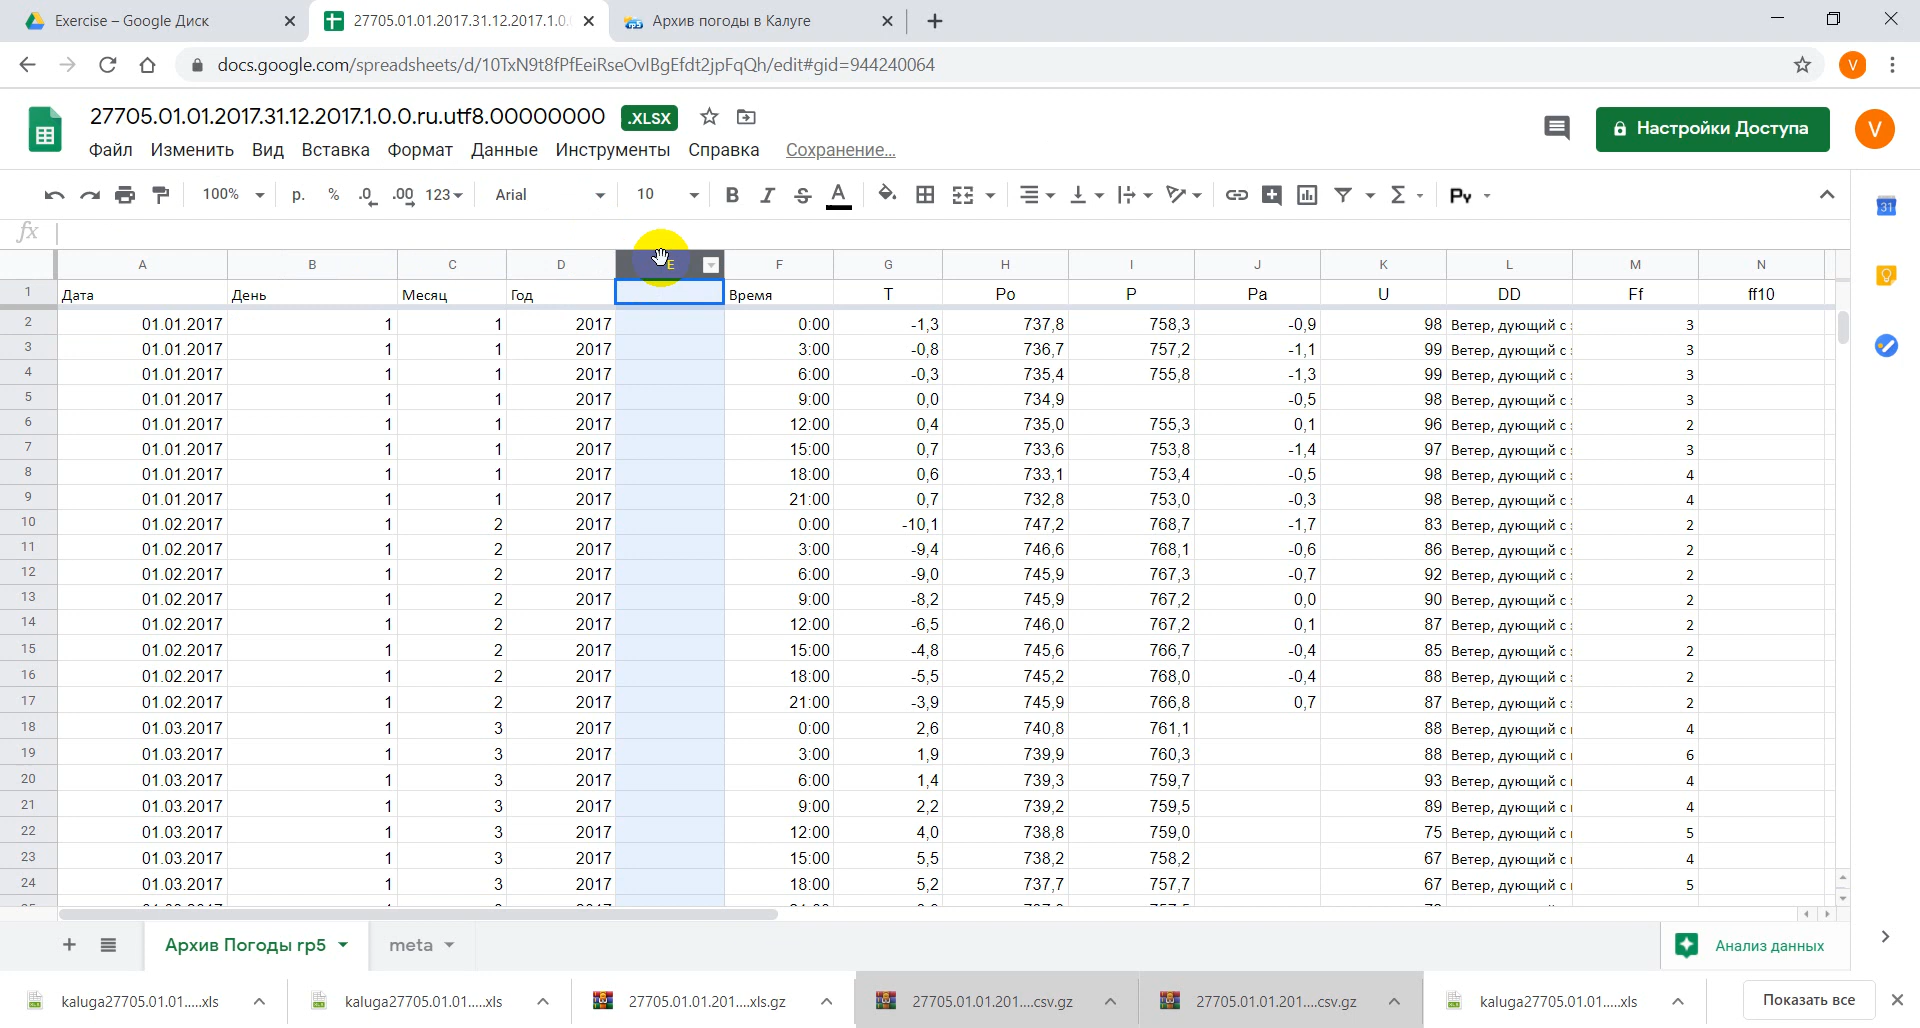 Exercise – Google Диск
27705.01.01.2017.31.12.2017.1.0.
Архив погоды в Калуге
docs.google.com/spreadsheets/d/10TxN9t8fPfEeiRseOvIBgEfdt2jpFqQh/edit#gid=944240064
V
27705.01.01.2017.31.12.2017.1.0.0.ru.utf8.00000000 .XLSX
Настройки Доступа
V
Файл Изменить Вид Вставка Формат Данные Инструменты Справка Сохранение…
100% р. % .0 .00 123 Arial 10 B I S A Σ Ру
31
fx
A B C D E F G H I J K L M N
1 Дата День Месяц Год Время T Po P Pa U DD Ff ff10
2 01.01.2017 1 1 2017 0:00 -1,3 737,8 758,3 -0,9 98 Ветер, дующий с 3
3 01.01.2017 1 1 2017 3:00 -0,8 736,7 757,2 -1,1 99 Ветер, дующий с 3
4 01.01.2017 1 1 2017 6:00 -0,3 735,4 755,8 -1,3 99 Ветер, дующий с 3
5 01.01.2017 1 1 2017 9:00 0,0 734,9 -0,5 98 Ветер, дующий с 3
6 01.01.2017 1 1 2017 12:00 0,4 735,0 755,3 0,1 96 Ветер, дующий с 2
7 01.01.2017 1 1 2017 15:00 0,7 733,6 753,8 -1,4 97 Ветер, дующий с 3
8 01.01.2017 1 1 2017 18:00 0,6 733,1 753,4 -0,5 98 Ветер, дующий с 4
9 01.01.2017 1 1 2017 21:00 0,7 732,8 753,0 -0,3 98 Ветер, дующий с 4
10 01.02.2017 1 2 2017 0:00 -10,1 747,2 768,7 -1,7 83 Ветер, дующий с 2
11 01.02.2017 1 2 2017 3:00 -9,4 746,6 768,1 -0,6 86 Ветер, дующий с 2
12 01.02.2017 1 2 2017 6:00 -9,0 745,9 767,3 -0,7 92 Ветер, дующий с 2
13 01.02.2017 1 2 2017 9:00 -8,2 745,9 767,2 0,0 90 Ветер, дующий с 2
14 01.02.2017 1 2 2017 12:00 -6,5 746,0 767,2 0,1 87 Ветер, дующий с 2
15 01.02.2017 1 2 2017 15:00 -4,8 745,6 766,7 -0,4 85 Ветер, дующий с 2
16 01.02.2017 1 2 2017 18:00 -5,5 745,2 768,0 -0,4 88 Ветер, дующий с 2
17 01.02.2017 1 2 2017 21:00 -3,9 745,9 766,8 0,7 87 Ветер, дующий с 2
18 01.03.2017 1 3 2017 0:00 2,6 740,8 761,1 88 Ветер, дующий с 4
19 01.03.2017 1 3 2017 3:00 1,9 739,9 760,3 88 Ветер, дующий с 6
20 01.03.2017 1 3 2017 6:00 1,4 739,3 759,7 93 Ветер, дующий с 4
21 01.03.2017 1 3 2017 9:00 2,2 739,2 759,5 89 Ветер, дующий с 4
22 01.03.2017 1 3 2017 12:00 4,0 738,8 759,0 75 Ветер, дующий с 5
23 01.03.2017 1 3 2017 15:00 5,5 738,2 758,2 67 Ветер, дующий с 4
24 01.03.2017 1 3 2017 18:00 5,2 737,7 757,7 67 Ветер, дующий с 5
Архив Погоды rp5 meta Анализ данных
kaluga27705.01.01.....xls kaluga27705.01.01.....xls 27705.01.01.201....xls.gz 27705.01.01.201....csv.gz 27705.01.01.201....csv.gz kaluga27705.01.01.....xls Показать все